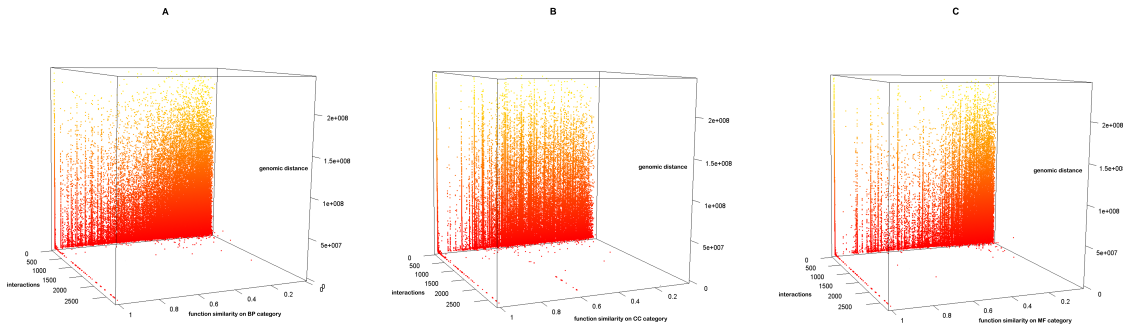 A
2e+008
1.5e+008
genomic distance
1e+008
5e+007
0
0
500
1000
1500
2000
2500
interactions
0.2
0.4
0.6
0.8
1
function similarity on BP category
B
2e+008
1.5e+008
genomic distance
1e+008
5e+007
0
0
500
1000
1500
2000
2500
interactions
0.2
0.4
0.6
0.8
1
function similarity on CC category
C
2e+008
1.5e+008
genomic distance
1e+008
5e+007
0
0
500
1000
1500
2000
2500
interactions
0.2
0.4
0.6
0.8
1
function similarity on MF category